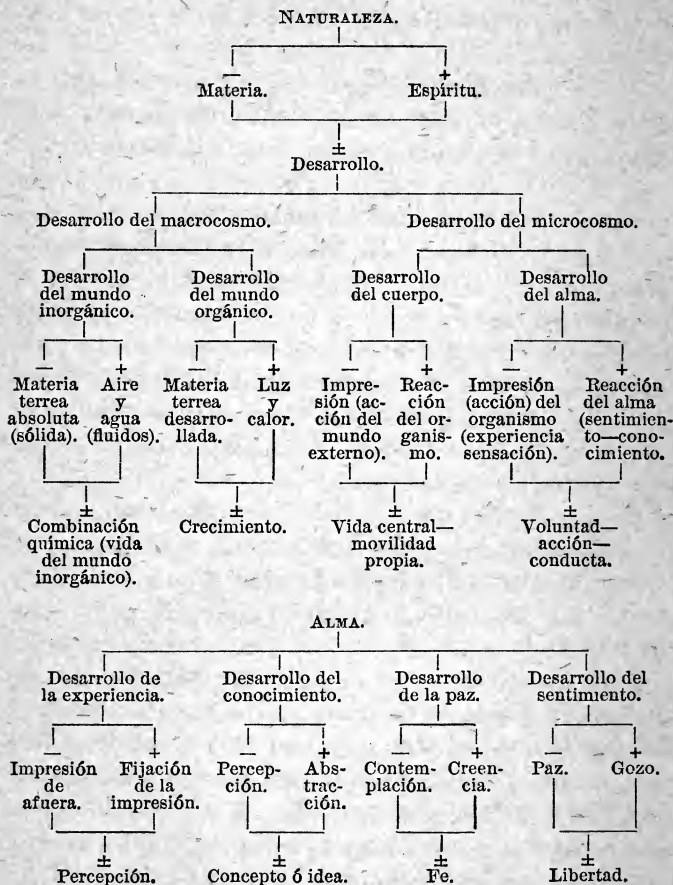 NATURALEZA.
− +
Materia. Espíritu.
±
Desarrollo.
Desarrollo del macrocosmo. Desarrollo del microcosmo.
Desarrollo Desarrollo Desarrollo Desarrollo
del mundo del mundo del cuerpo. del alma.
inorgánico. orgánico.
− + − + − + − +
Materia Aire Materia Luz Impre- Reac- Impresión Reacción
terrea y terrea y sión (ac- ción (acción) del del alma
absoluta agua desarro- calor. ción del del or- organismo (sentimien-
(sólida). (fluidos). llada. mundo ganis- (experiencia to—cono-
externo). mo. sensación). cimiento.
± ± ± ±
Combinación Crecimiento. Vida central— Voluntad—
química (vida movilidad acción—
del mundo propia. conducta.
inorgánico).
ALMA.
Desarrollo de Desarrollo del Desarrollo Desarrollo del
la experiencia. conocimiento. de la paz. sentimiento.
− + − + − + − +
Impresión Fijación Percep- Abs- Contem- Creen- Paz. Gozo.
de de la ción. trac- plación. cia.
afuera. impresión. ción.
± ± ± ±
Percepción. Concepto ó idea. Fe. Libertad.